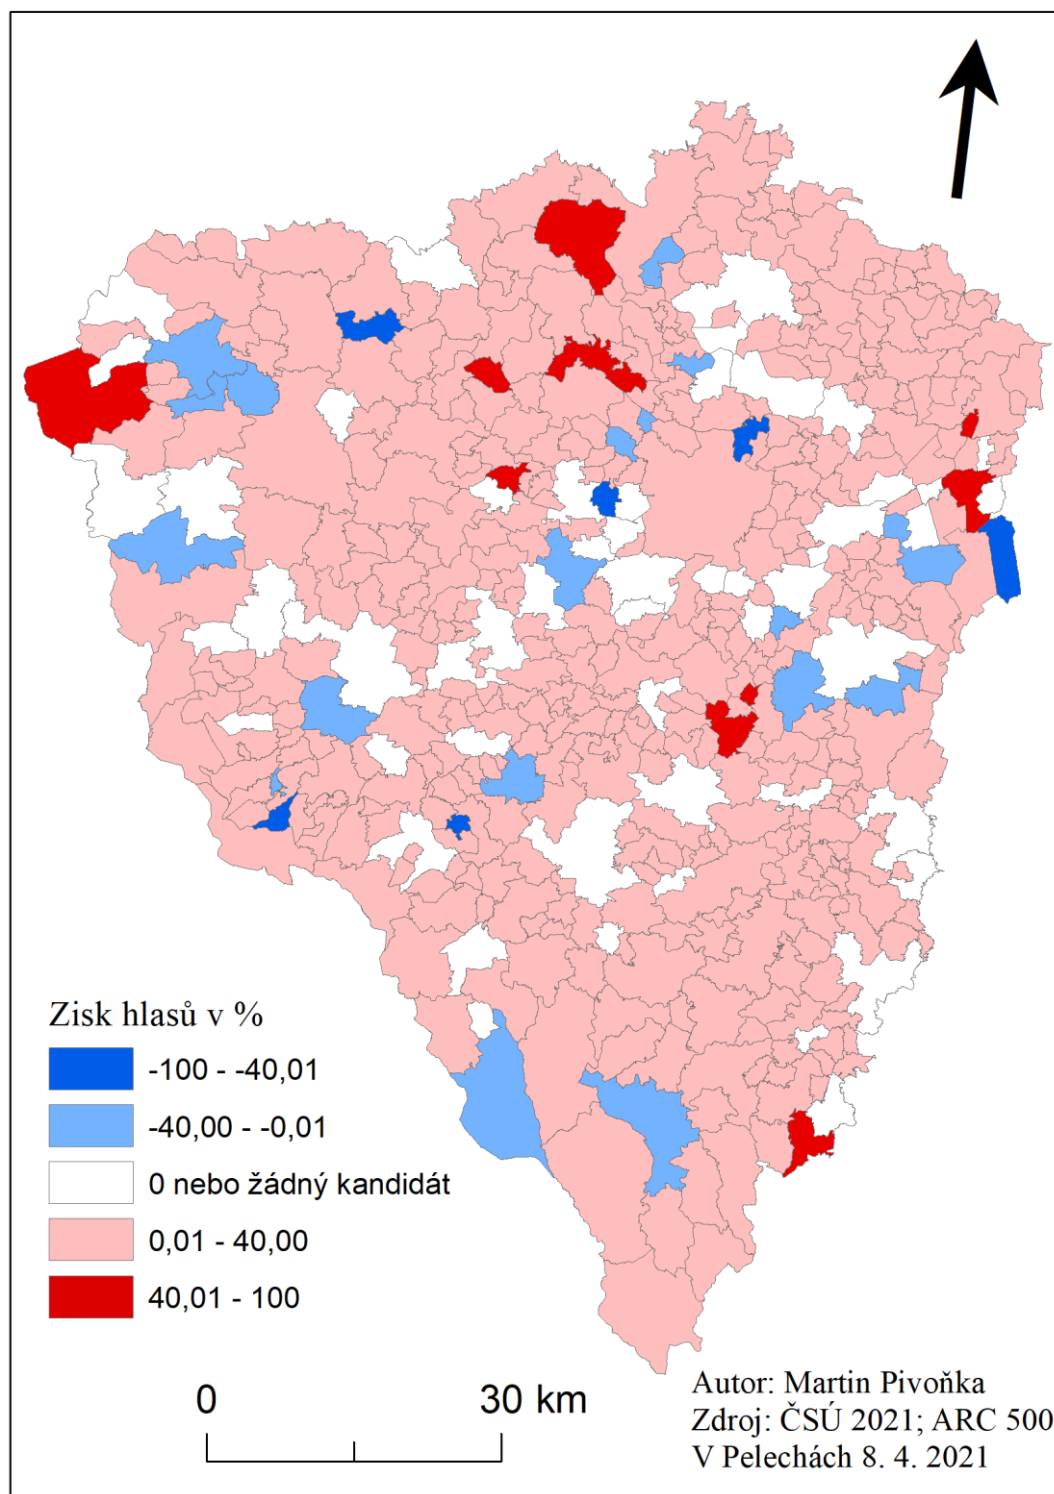 Zisk hlasů v %
-100 - -40,01
-40,00 - -0,01
0 nebo žádný kandidát
0,01 - 40,00
40,01 - 100
0 30 km
Autor: Martin Pivoňka
Zdroj: ČSÚ 2021; ARC 500
V Pelechách 8. 4. 2021